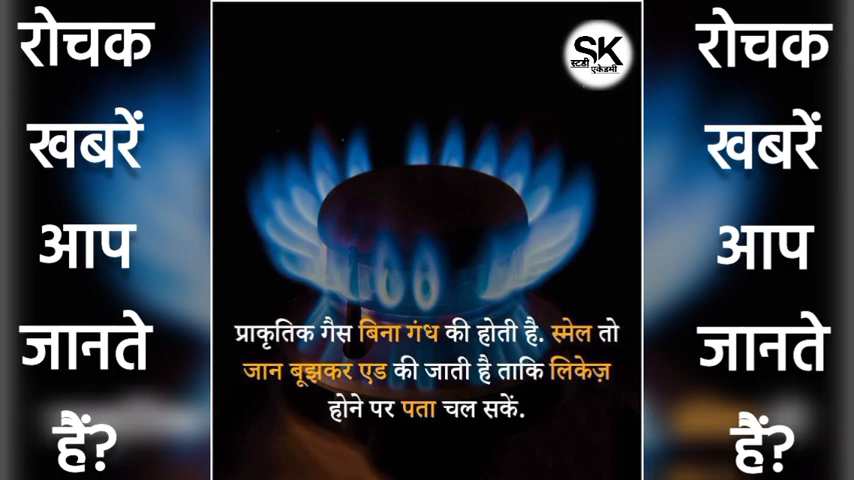 रोचक
खबरें
आप
जानते
हैं?
SK
स्टडी
एकेडमी
प्राकृतिक गैस बिना गंध की होती है. स्मेल तो
जान बूझकर एड की जाती है ताकि लिकेज़
होने पर पता चल सकें.
रोचक
खबरें
आप
जानते
हैं?